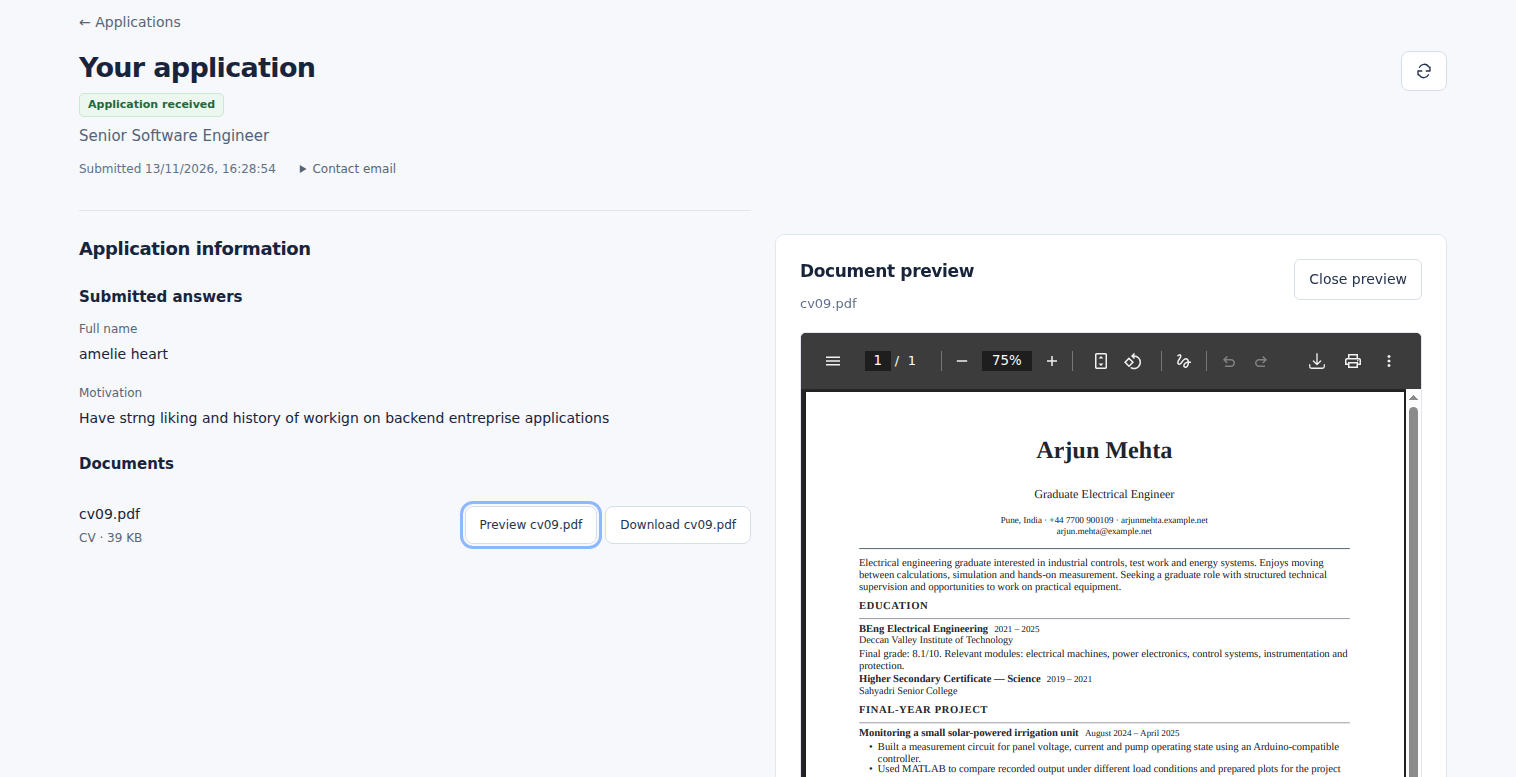 ← Applications
Your application
Application received
Senior Software Engineer
Submitted 13/11/2026, 16:28:54 ▶ Contact email
Application information
Submitted answers
Full name
amelie heart
Motivation
Have strng liking and history of workign on backend entreprise applications
Documents
cv09.pdf
CV · 39 KB
Preview cv09.pdf
Download cv09.pdf
Document preview
cv09.pdf
Close preview
1 / 1
75%
Arjun Mehta
Graduate Electrical Engineer
Pune, India · +44 7700 900109 · arjunmehta.example.net
arjun.mehta@example.net
Electrical engineering graduate interested in industrial controls, test work and energy systems. Enjoys moving
between calculations, simulation and hands-on measurement. Seeking a graduate role with structured technical
supervision and opportunities to work on practical equipment.
EDUCATION
BEng Electrical Engineering 2021 – 2025
Deccan Valley Institute of Technology
Final grade: 8.1/10. Relevant modules: electrical machines, power electronics, control systems, instrumentation and
protection.
Higher Secondary Certificate — Science 2019 – 2021
Sahyadri Senior College
FINAL-YEAR PROJECT
Monitoring a small solar-powered irrigation unit August 2024 – April 2025
• Built a measurement circuit for panel voltage, current and pump operating state using an Arduino-compatible
controller.
• Used MATLAB to compare recorded output under different load conditions and prepared plots for the project